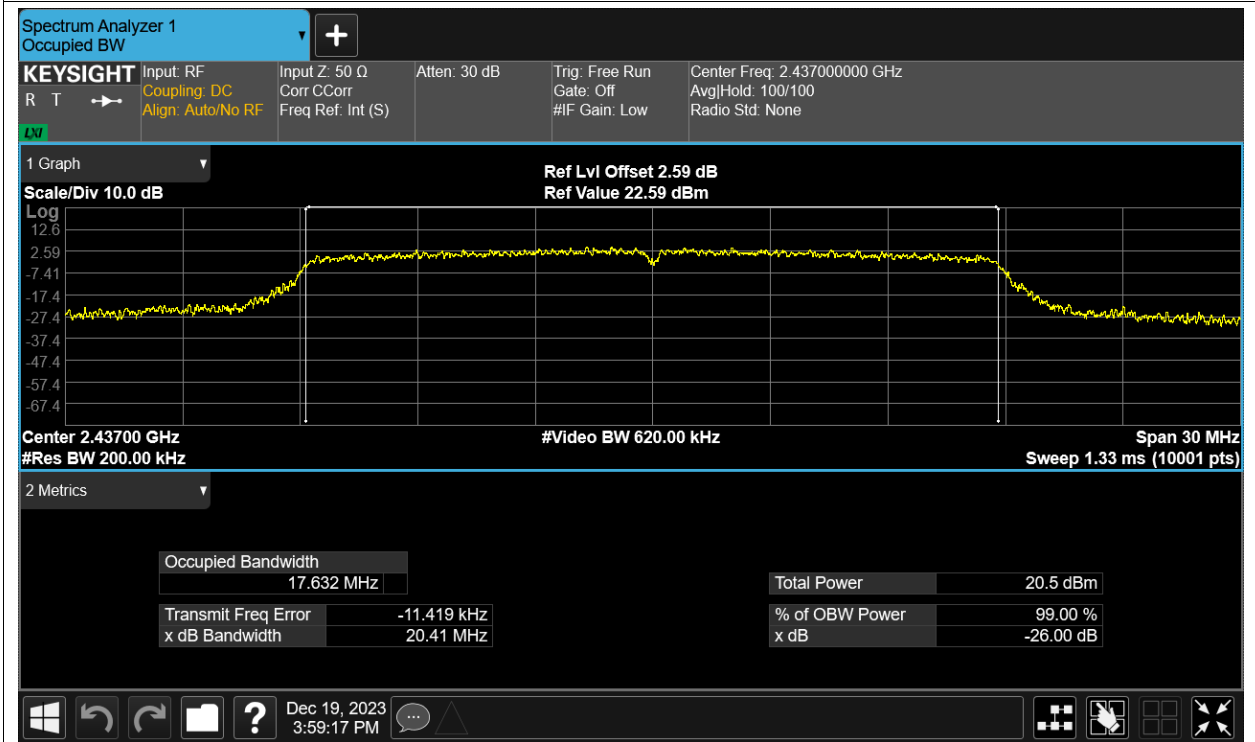 Spectrum Analyzer 1
Occupied BW
KEYSIGHT
R T
LXI
Input: RF
Coupling: DC
Align: Auto/No RF
Input Z: 50 Ω
Corr CCorr
Freq Ref: Int (S)
Atten: 30 dB
Trig: Free Run
Gate: Off
#IF Gain: Low
Center Freq: 2.437000000 GHz
Avg|Hold: 100/100
Radio Std: None
1 Graph
Scale/Div 10.0 dB
Ref Lvl Offset 2.59 dB
Ref Value 22.59 dBm
Log
12.6
2.59
-7.41
-17.4
-27.4
-37.4
-47.4
-57.4
-67.4
Center 2.43700 GHz
#Res BW 200.00 kHz
#Video BW 620.00 kHz
Span 30 MHz
Sweep 1.33 ms (10001 pts)
2 Metrics
Occupied Bandwidth
17.632 MHz
Transmit Freq Error -11.419 kHz
x dB Bandwidth 20.41 MHz
Total Power 20.5 dBm
% of OBW Power 99.00 %
x dB -26.00 dB
?
Dec 19, 2023
3:59:17 PM